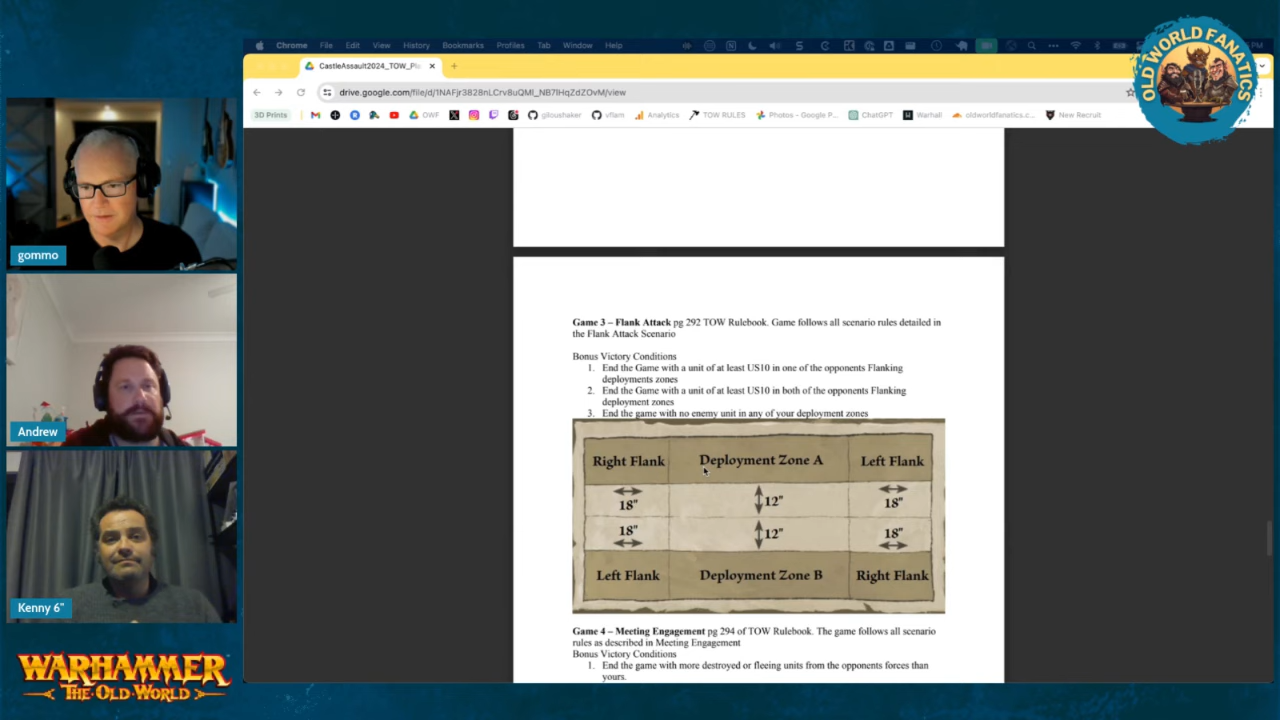 Chrome File Edit View History Bookmarks Profiles Tab Window Help
CastleAssault2024_TOW_Pl
drive.google.com/file/d/1NAFjr3828nLCrv8uQMI_NB7IHqZdZOvM/view
3D Prints OWF giloushaker vflam Analytics TOW RULES Photos - Google P... ChatGPT Warhall oldworldfanatics.c... New Recruit
OLD WORLD FANATICS
gommo
Andrew
Kenny 6"
WARHAMMER
THE·OLD·WORLD
Game 3 – Flank Attack pg 292 TOW Rulebook. Game follows all scenario rules detailed in
the Flank Attack Scenario
Bonus Victory Conditions
1. End the Game with a unit of at least US10 in one of the opponents Flanking
deployments zones
2. End the Game with a unit of at least US10 in both of the opponents Flanking
deployment zones
3. End the game with no enemy unit in any of your deployment zones
Right Flank Deployment Zone A Left Flank
18" 12" 18"
18" 12" 18"
Left Flank Deployment Zone B Right Flank
Game 4 – Meeting Engagement pg 294 of TOW Rulebook. The game follows all scenario
rules as described in Meeting Engagement
Bonus Victory Conditions
1. End the game with more destroyed or fleeing units from the opponents forces than
yours.